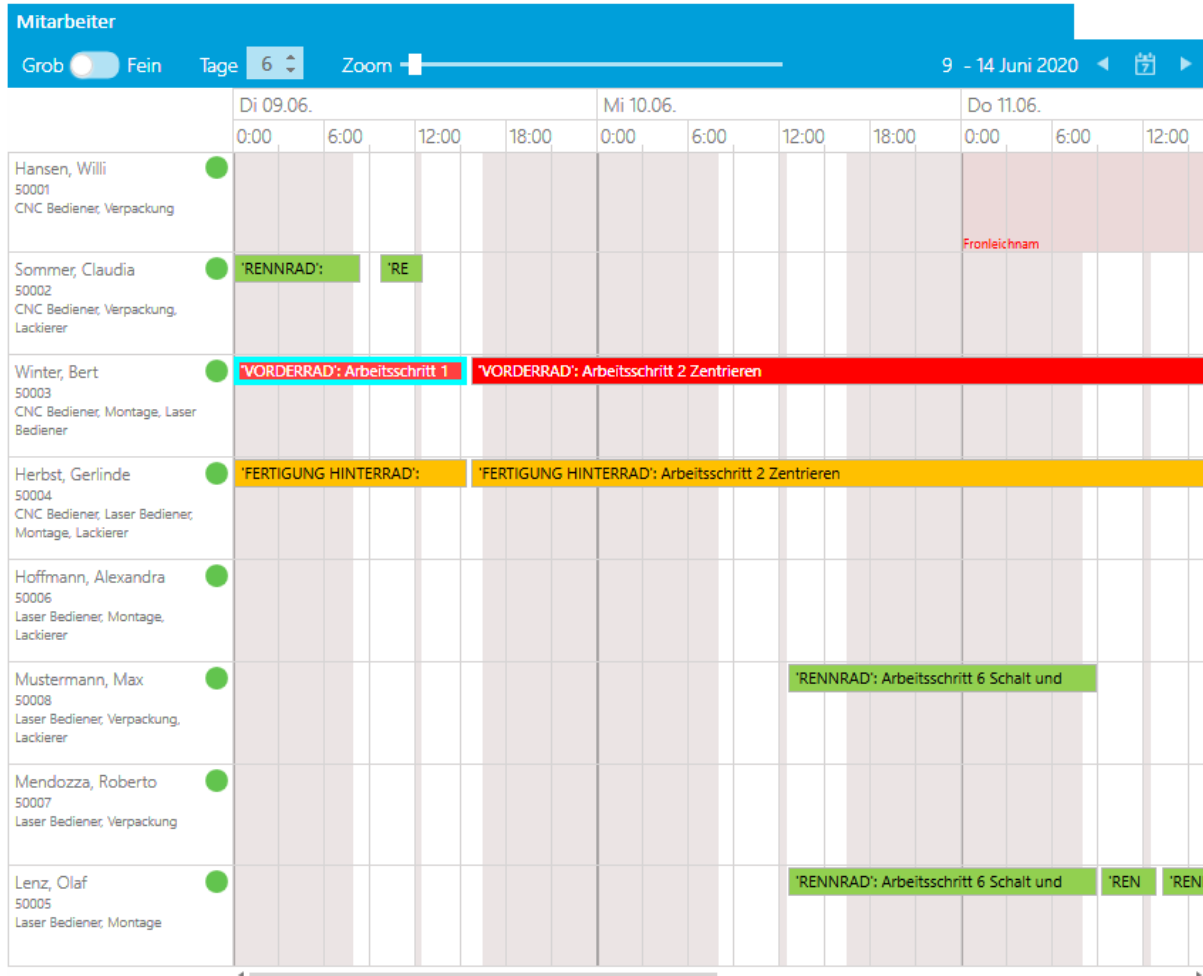 Mitarbeiter
Grob Fein Tage 6 Zoom 9 - 14 Juni 2020 7
Di 09.06. Mi 10.06. Do 11.06.
0:00 6:00 12:00 18:00 0:00 6:00 12:00 18:00 0:00 6:00 12:00
Hansen, Willi
50001
CNC Bediener, Verpackung
Fronleichnam
Sommer, Claudia 'RENNRAD': 'RE
50002
CNC Bediener, Verpackung,
Lackierer
Winter, Bert 'VORDERRAD': Arbeitsschritt 1 'VORDERRAD': Arbeitsschritt 2 Zentrieren
50003
CNC Bediener, Montage, Laser
Bediener
Herbst, Gerlinde 'FERTIGUNG HINTERRAD': 'FERTIGUNG HINTERRAD': Arbeitsschritt 2 Zentrieren
50004
CNC Bediener, Laser Bediener,
Montage, Lackierer
Hoffmann, Alexandra
50006
Laser Bediener, Montage,
Lackierer
Mustermann, Max 'RENNRAD': Arbeitsschritt 6 Schalt und
50008
Laser Bediener, Verpackung,
Lackierer
Mendozza, Roberto
50007
Laser Bediener, Verpackung
Lenz, Olaf 'RENNRAD': Arbeitsschritt 6 Schalt und 'REN 'REN
50005
Laser Bediener, Montage